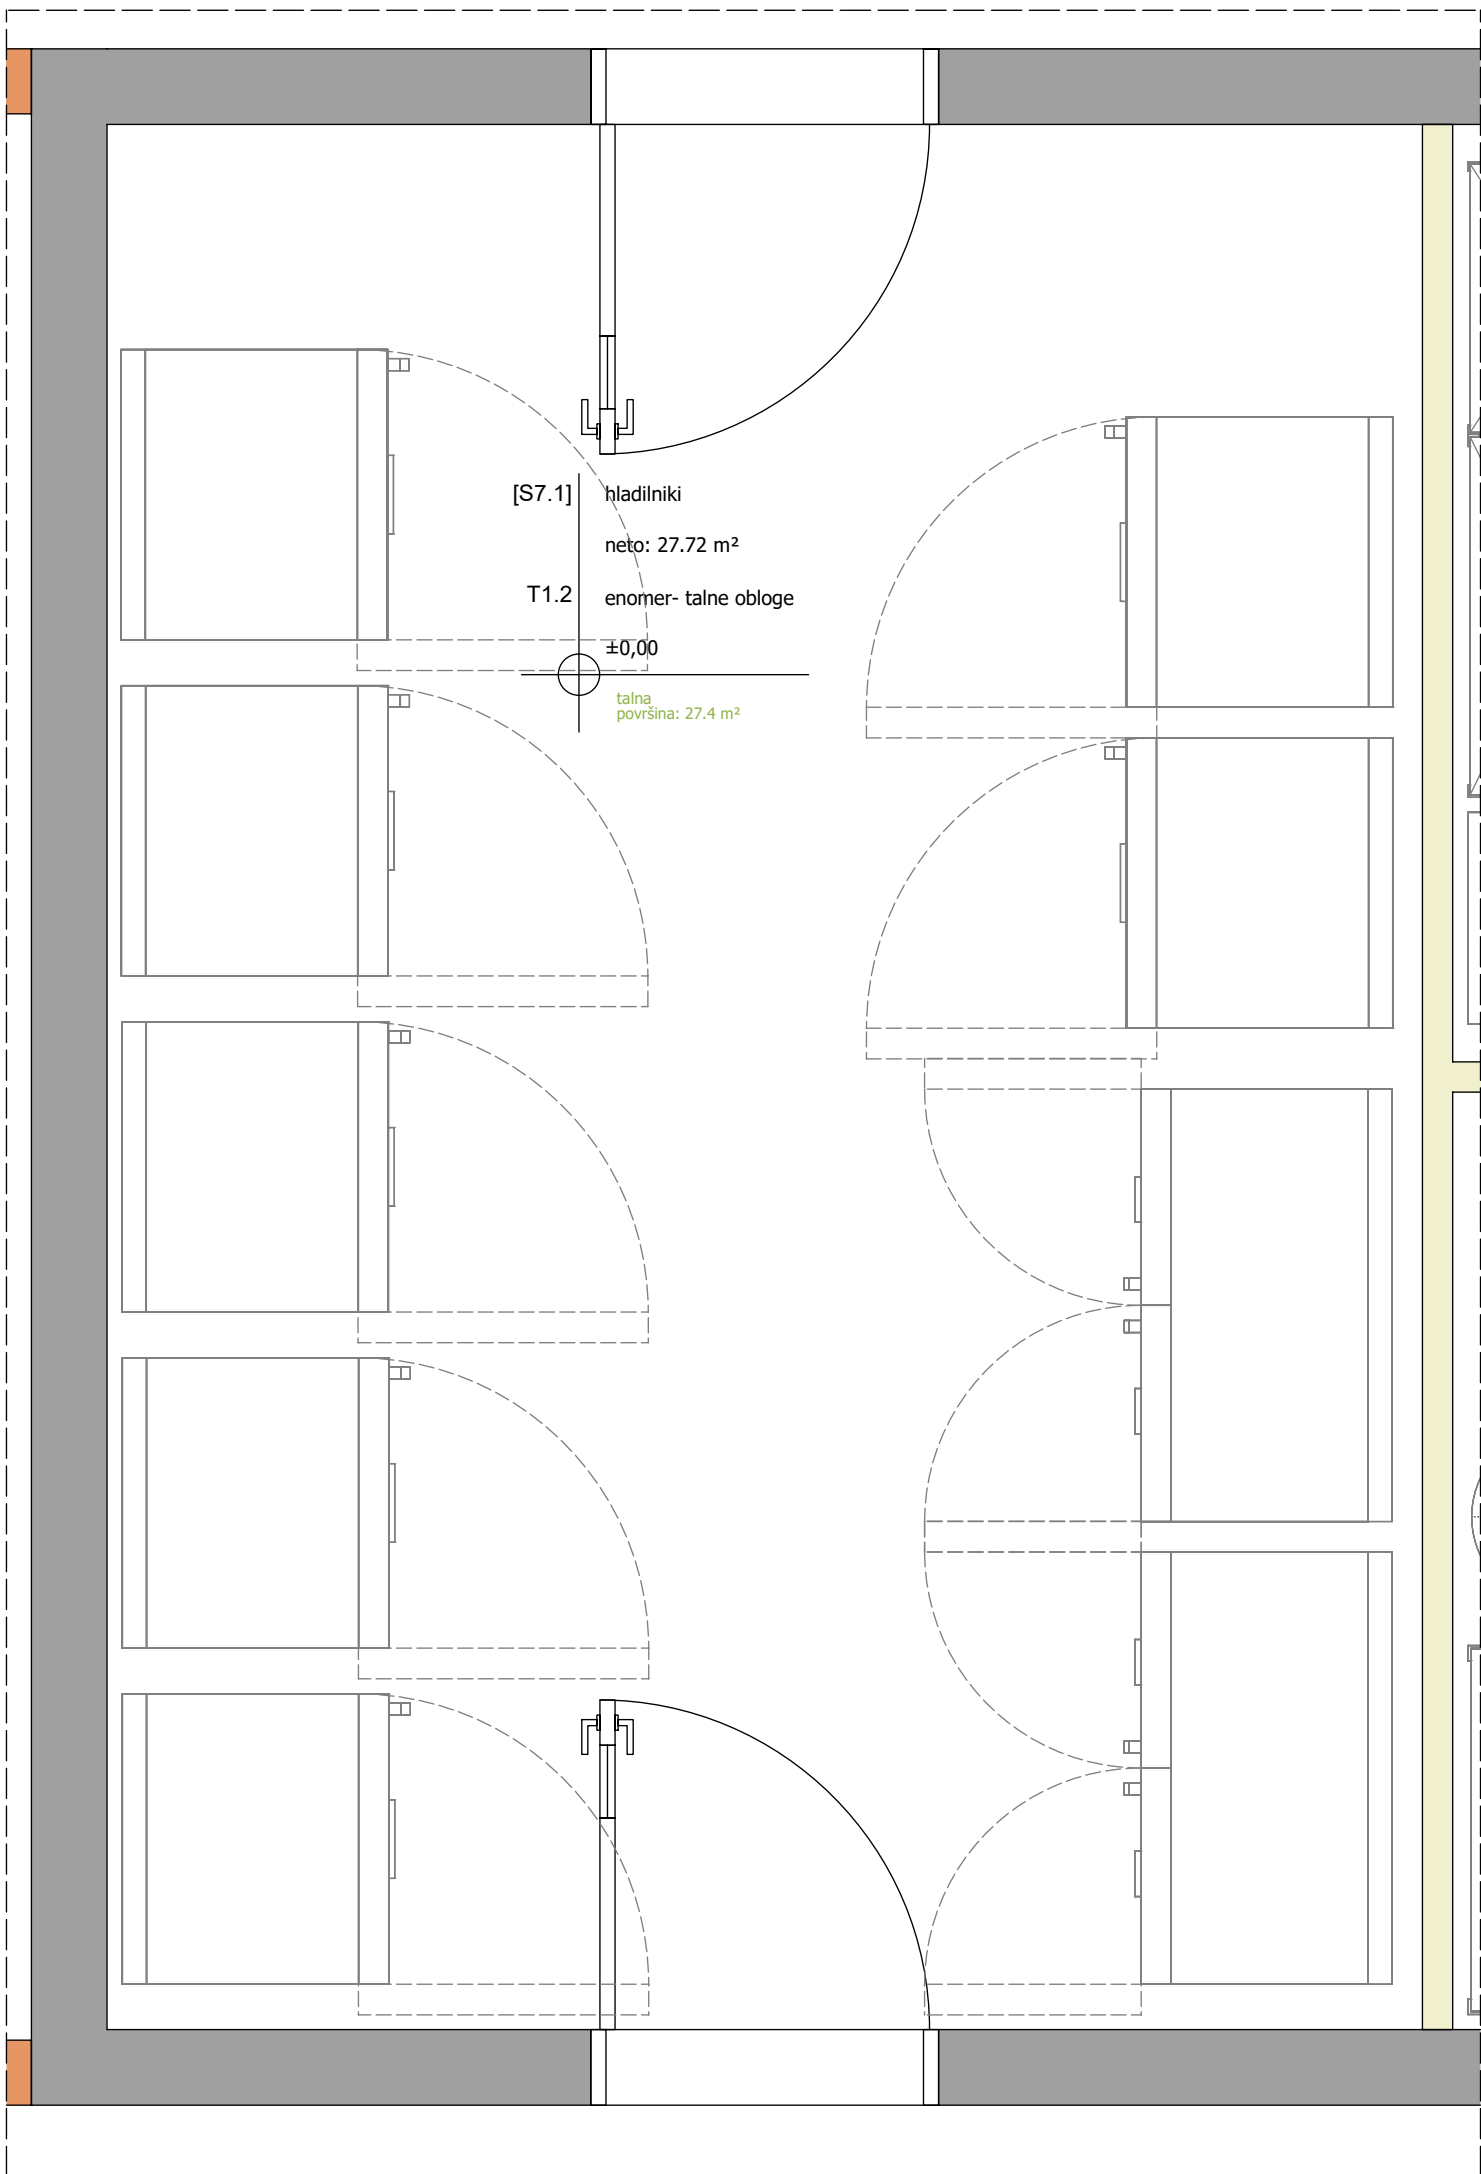 [S7.1] hladilniki
neto: 27.72 m²
T1.2 enomer- talne obloge
±0,00
talna
površina: 27.4 m²